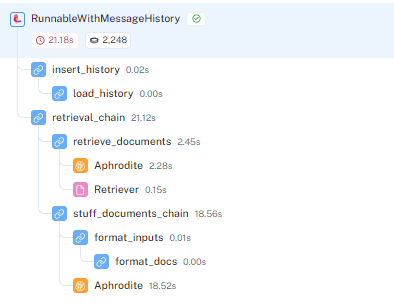 RunnableWithMessageHistory
21.18s 2,248
insert_history 0.02s
load_history 0.00s
retrieval_chain 21.12s
retrieve_documents 2.45s
Aphrodite 2.28s
Retriever 0.15s
stuff_documents_chain 18.56s
format_inputs 0.01s
format_docs 0.00s
Aphrodite 18.52s